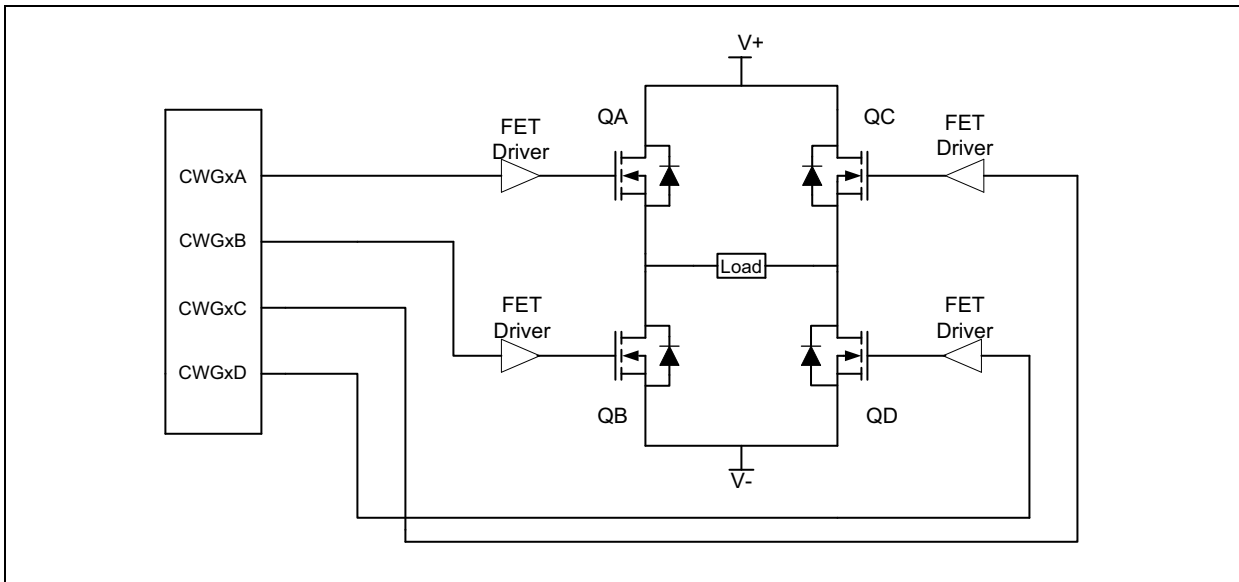 V+
QA
QC
FET
Driver
FET
Driver
CWGxA
CWGxB
CWGxC
CWGxD
Load
FET
Driver
FET
Driver
QB
QD
V-